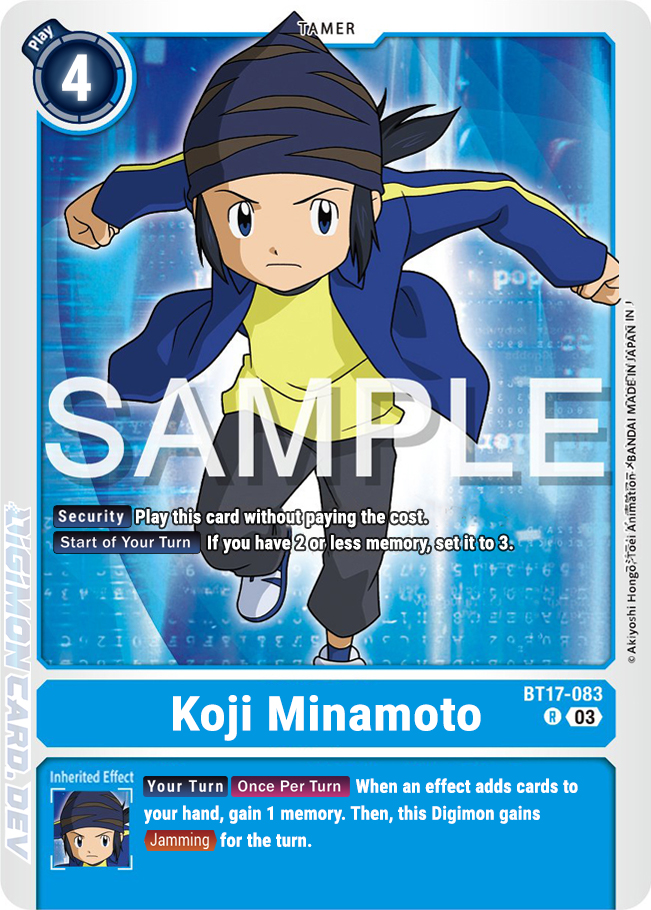 TAMER
Play
4
SAMPLE
Security Play this card without paying the cost.
Start of Your Turn If you have 2 or less memory, set it to 3.
© Akiyoshi Hongo, Toei Animation
BANDAI MADE IN JAPAN IN
DIGIMONCARD.DEV
Koji Minamoto
BT17-083
R 03
Inherited Effect
Your Turn Once Per Turn When an effect adds cards to
your hand, gain 1 memory. Then, this Digimon gains
Jamming for the turn.